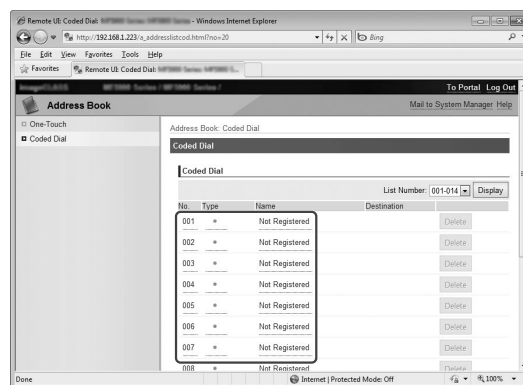 Remote UI: Coded Dial: - Windows Internet Explorer
http://192.168.1.223/a_addresslistcod.html?no=20
Bing
File Edit View Favorites Tools Help
Favorites Remote UI: Coded Dial:
To Portal Log Out
Address Book Mail to System Manager Help
One-Touch
Coded Dial
Address Book: Coded Dial
Coded Dial
Coded Dial
List Number: 001-014 Display
No. Type Name Destination
001 Not Registered Delete
002 Not Registered Delete
003 Not Registered Delete
004 Not Registered Delete
005 Not Registered Delete
006 Not Registered Delete
007 Not Registered Delete
008 Not Registered Delete
Done Internet | Protected Mode: Off 100%